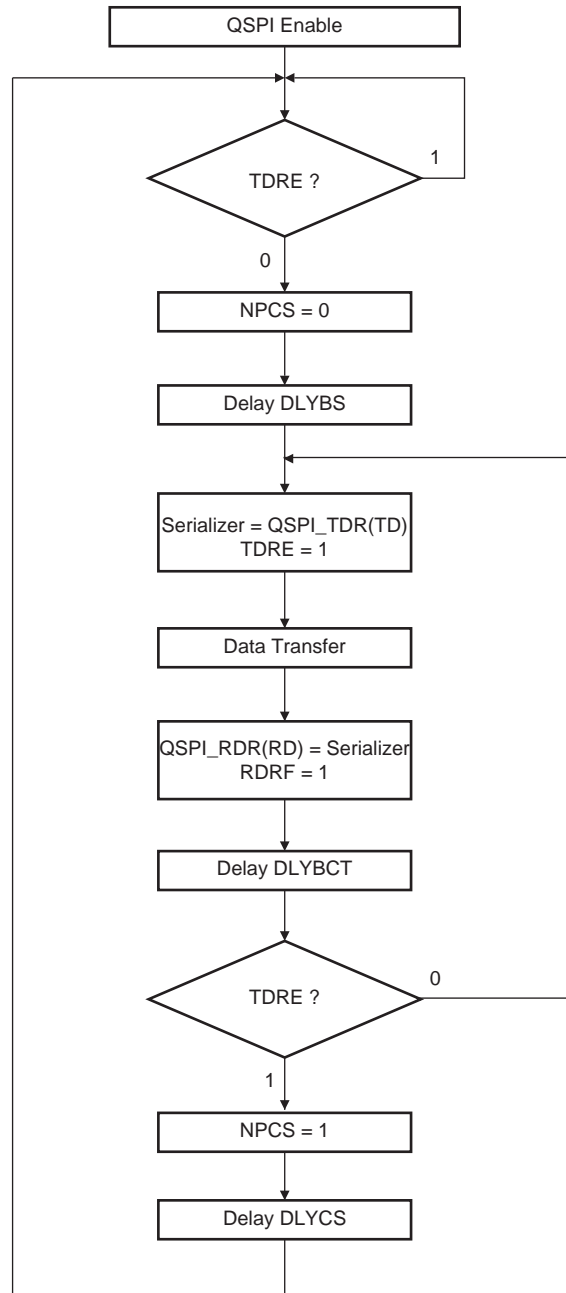 QSPI Enable
TDRE ?
1
0
NPCS = 0
Delay DLYBS
Serializer = QSPI_TDR(TD)
TDRE = 1
Data Transfer
QSPI_RDR(RD) = Serializer
RDRF = 1
Delay DLYBCT
TDRE ?
0
1
NPCS = 1
Delay DLYCS